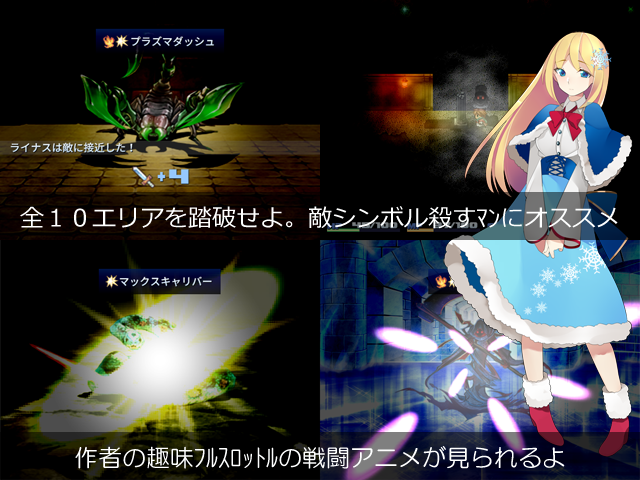 プラズマダッシュ
ライナスは敵に接近した！
+4
全１０エリアを踏破せよ。敵シンボル殺すﾏﾝにオススメ
マックスキャリバー
作者の趣味ﾌﾙｽﾛｯﾄﾙの戦闘アニメが見られるよ